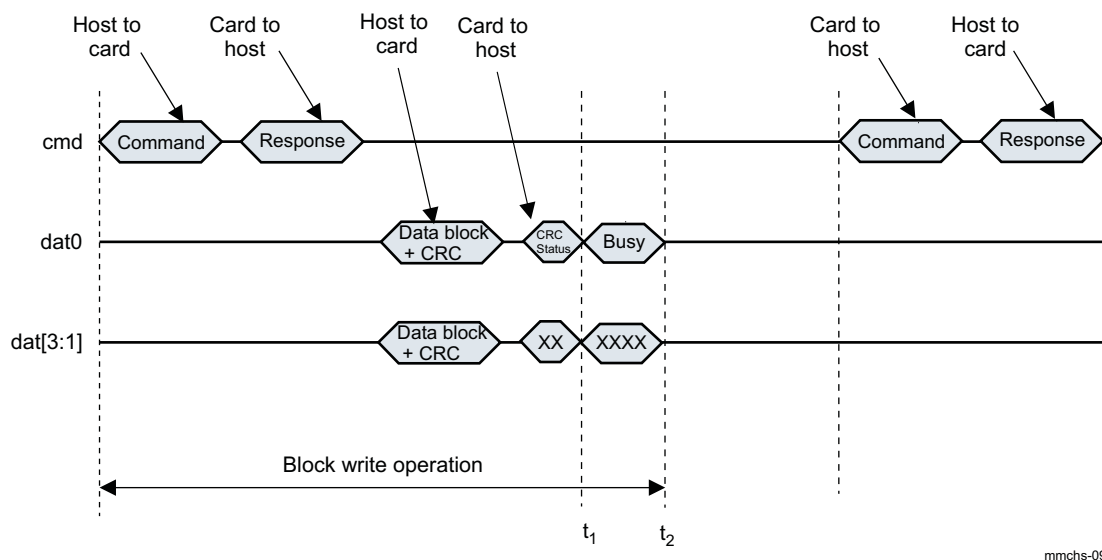 Host to
card
Card to
host
Host to
card
Card to
host
Card to
host
Host to
card
cmd
Command
Response
Command
Response
dat0
Data block
+ CRC
CRC
Status
Busy
dat[3:1]
Data block
+ CRC
XX
XXXX
Block write operation
t1
t2
mmchs-09